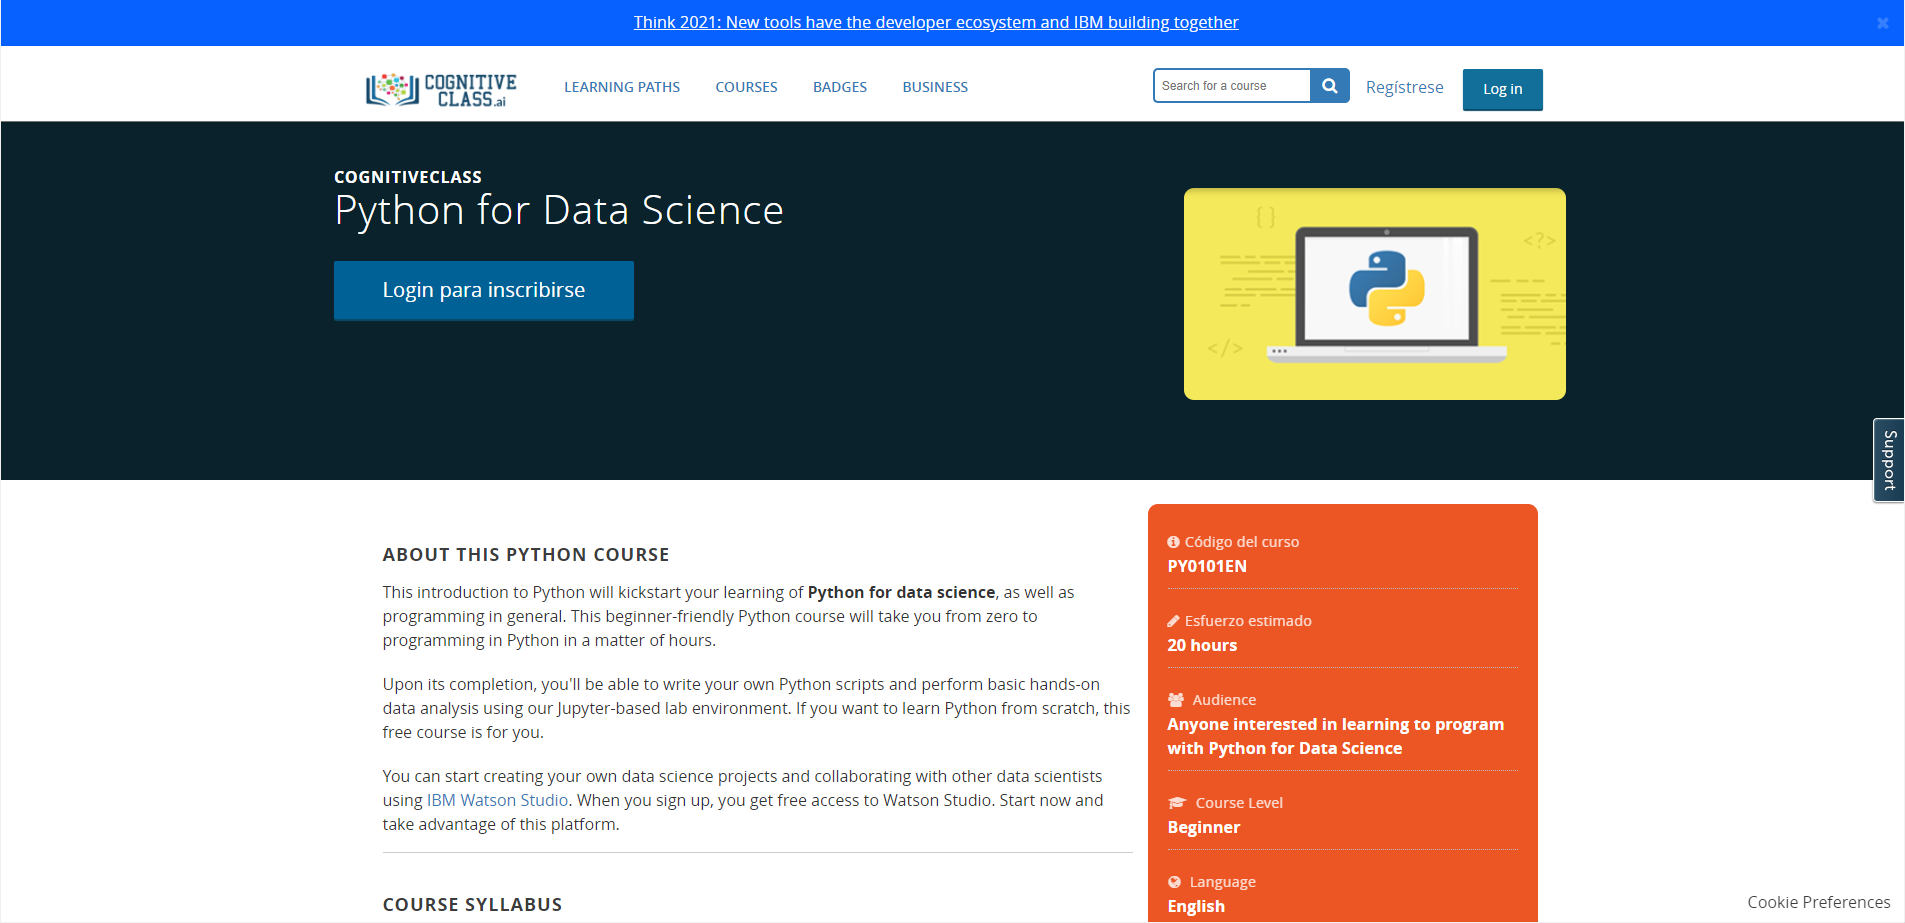 Think 2021: New tools have the developer ecosystem and IBM building together
COGNITIVE
CLASS.ai
LEARNING PATHS
COURSES
BADGES
BUSINESS
Search for a course
Regístrese
Log in
COGNITIVECLASS
Python for Data Science
Login para inscribirse
{ }
<?>
</>
Support
ABOUT THIS PYTHON COURSE
This introduction to Python will kickstart your learning of Python for data science, as well as
programming in general. This beginner-friendly Python course will take you from zero to
programming in Python in a matter of hours.
Upon its completion, you'll be able to write your own Python scripts and perform basic hands-on
data analysis using our Jupyter-based lab environment. If you want to learn Python from scratch, this
free course is for you.
You can start creating your own data science projects and collaborating with other data scientists
using IBM Watson Studio. When you sign up, you get free access to Watson Studio. Start now and
take advantage of this platform.
COURSE SYLLABUS
Código del curso
PY0101EN
Esfuerzo estimado
20 hours
Audience
Anyone interested in learning to program
with Python for Data Science
Course Level
Beginner
Language
English
Cookie Preferences